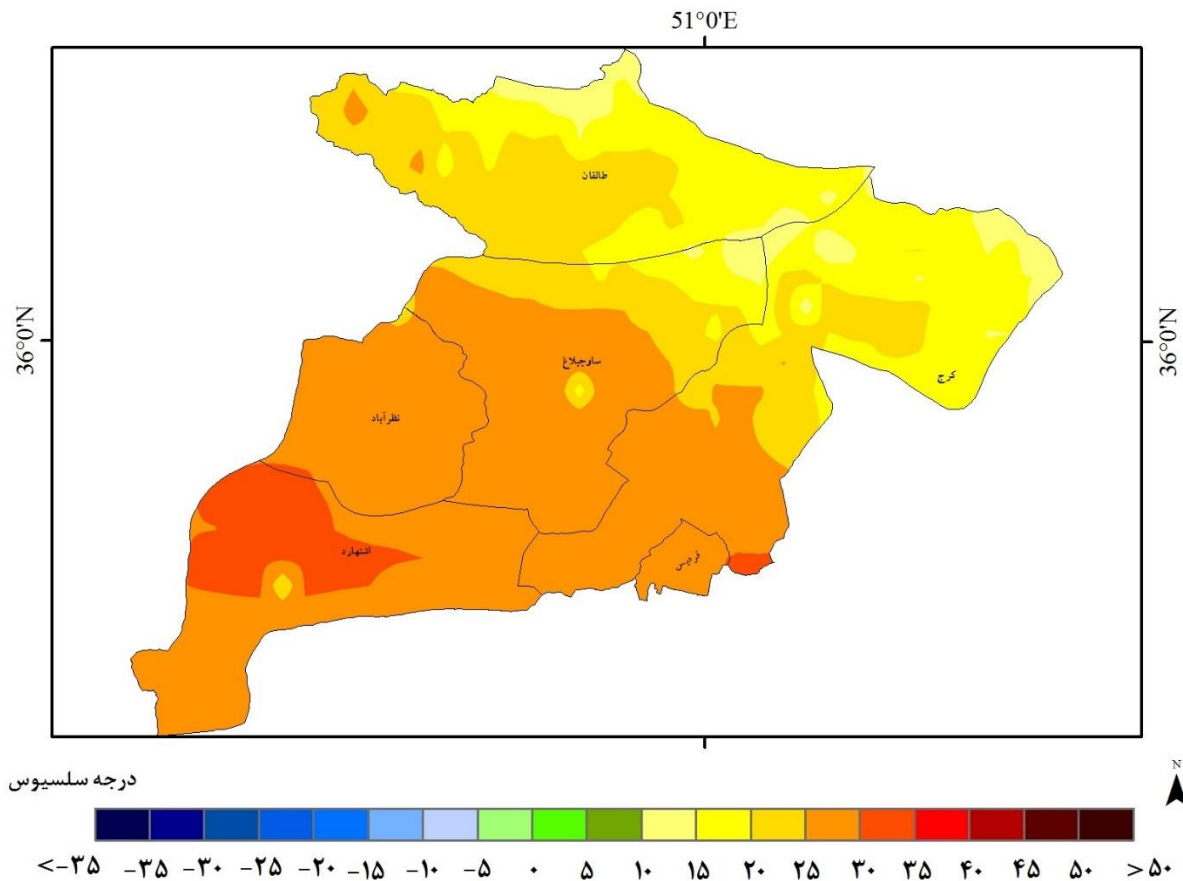 51°0'E
36°0'N
36°0'N
طالقان
ساوجبلاغ
کرج
نظرآباد
اشتهارد
فردیس
درجه سلسیوس
N
<-۳۵ -۳۵ -۳۰ -۲۵ -۲۰ -۱۵ -۱۰ -۵ ۰ ۵ ۱۰ ۱۵ ۲۰ ۲۵ ۳۰ ۳۵ ۴۰ ۴۵ ۵۰ >۵۰